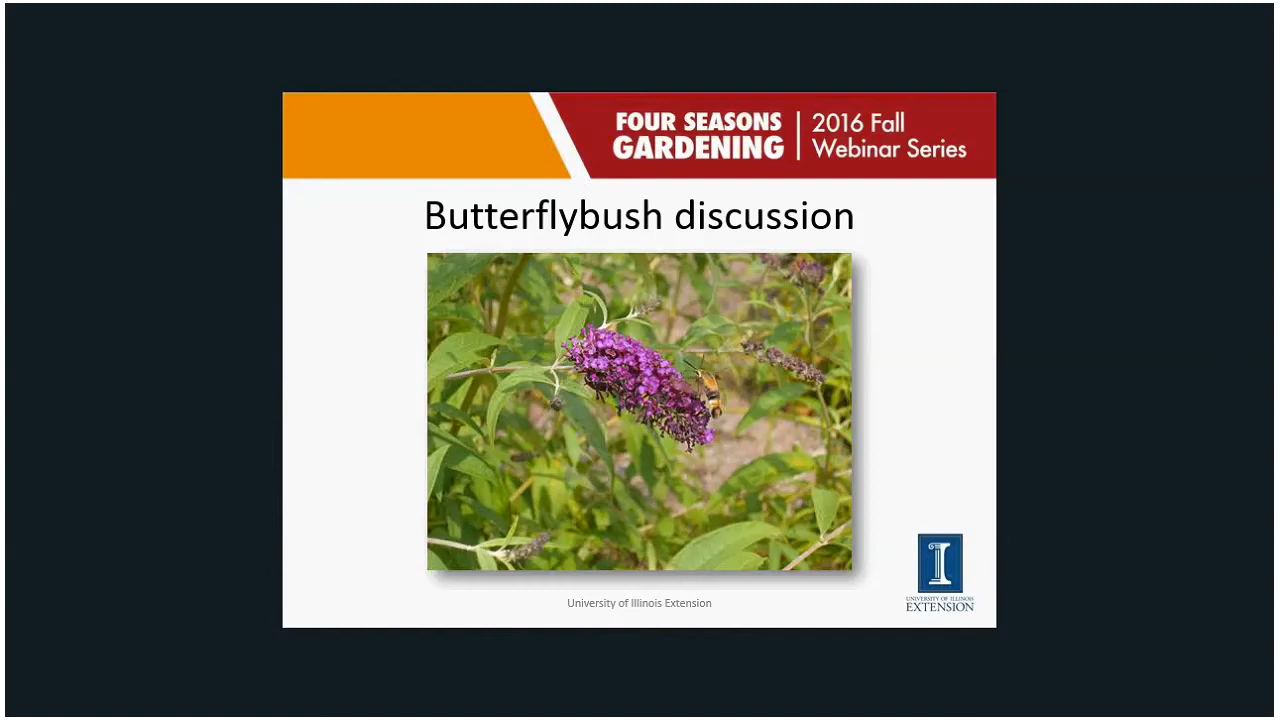 FOUR SEASONS
GARDENING
2016 Fall
Webinar Series
Butterflybush discussion
University of Illinois Extension
I
UNIVERSITY OF ILLINOIS
EXTENSION